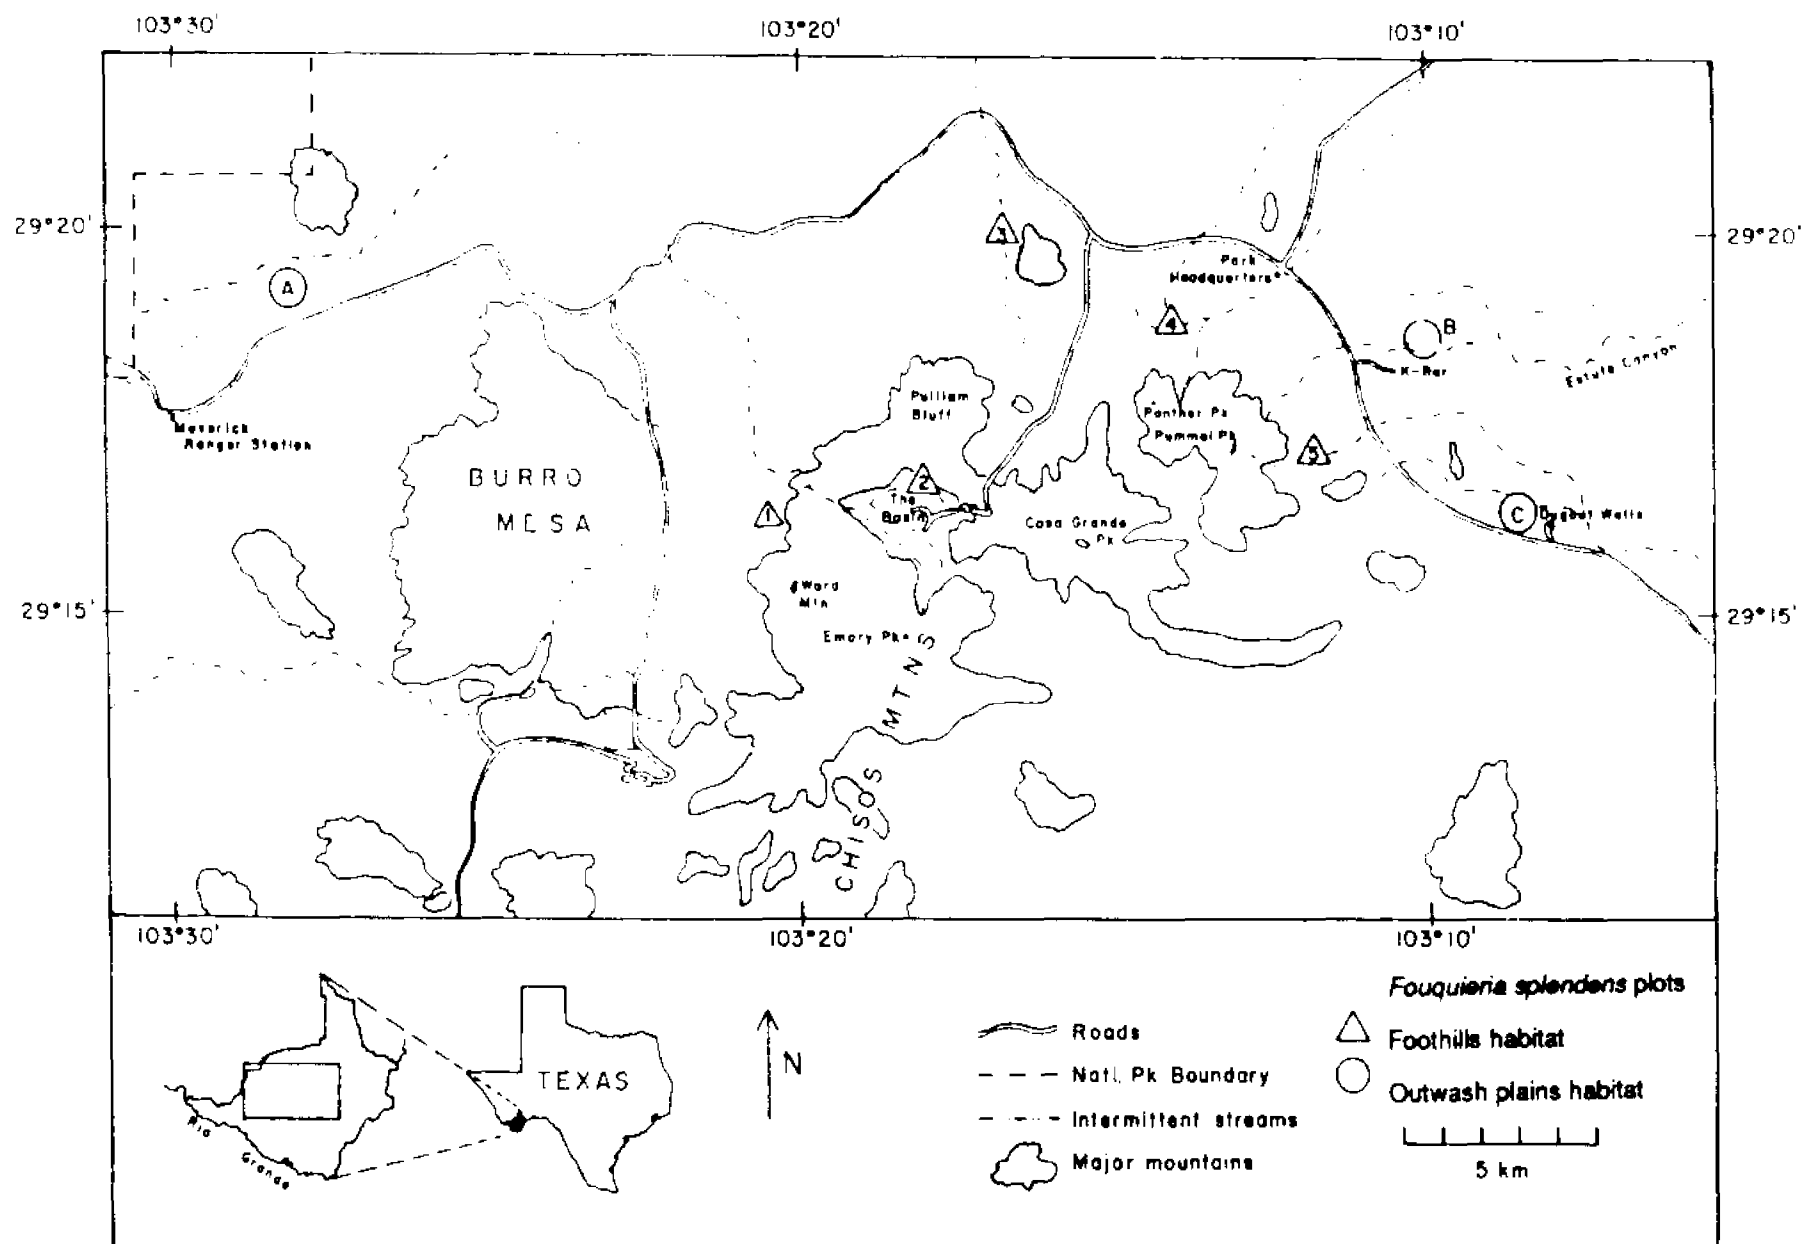 103°30'
103°20'
103°10'
29°20'
29°20'
3
A
Park
Headquarters
4
B
K-Bar
Estufa Canyon
Maverick
Ranger Station
Pulliam
Bluff
Panther Pk
Pummel Pk
5
BURRO
MESA
2
The
Basin
1
Casa Grande
Pk
C
Dugout Wells
Ward
Mtn
29°15'
29°15'
Emory Pk
CHISOS MTNS
103°30'
103°20'
103°10'
Fouquieria splendens plots
Foothills habitat
Outwash plains habitat
5 km
Roads
Natl. Pk Boundary
Intermittent streams
Major mountains
N
TEXAS
Rio
Grande